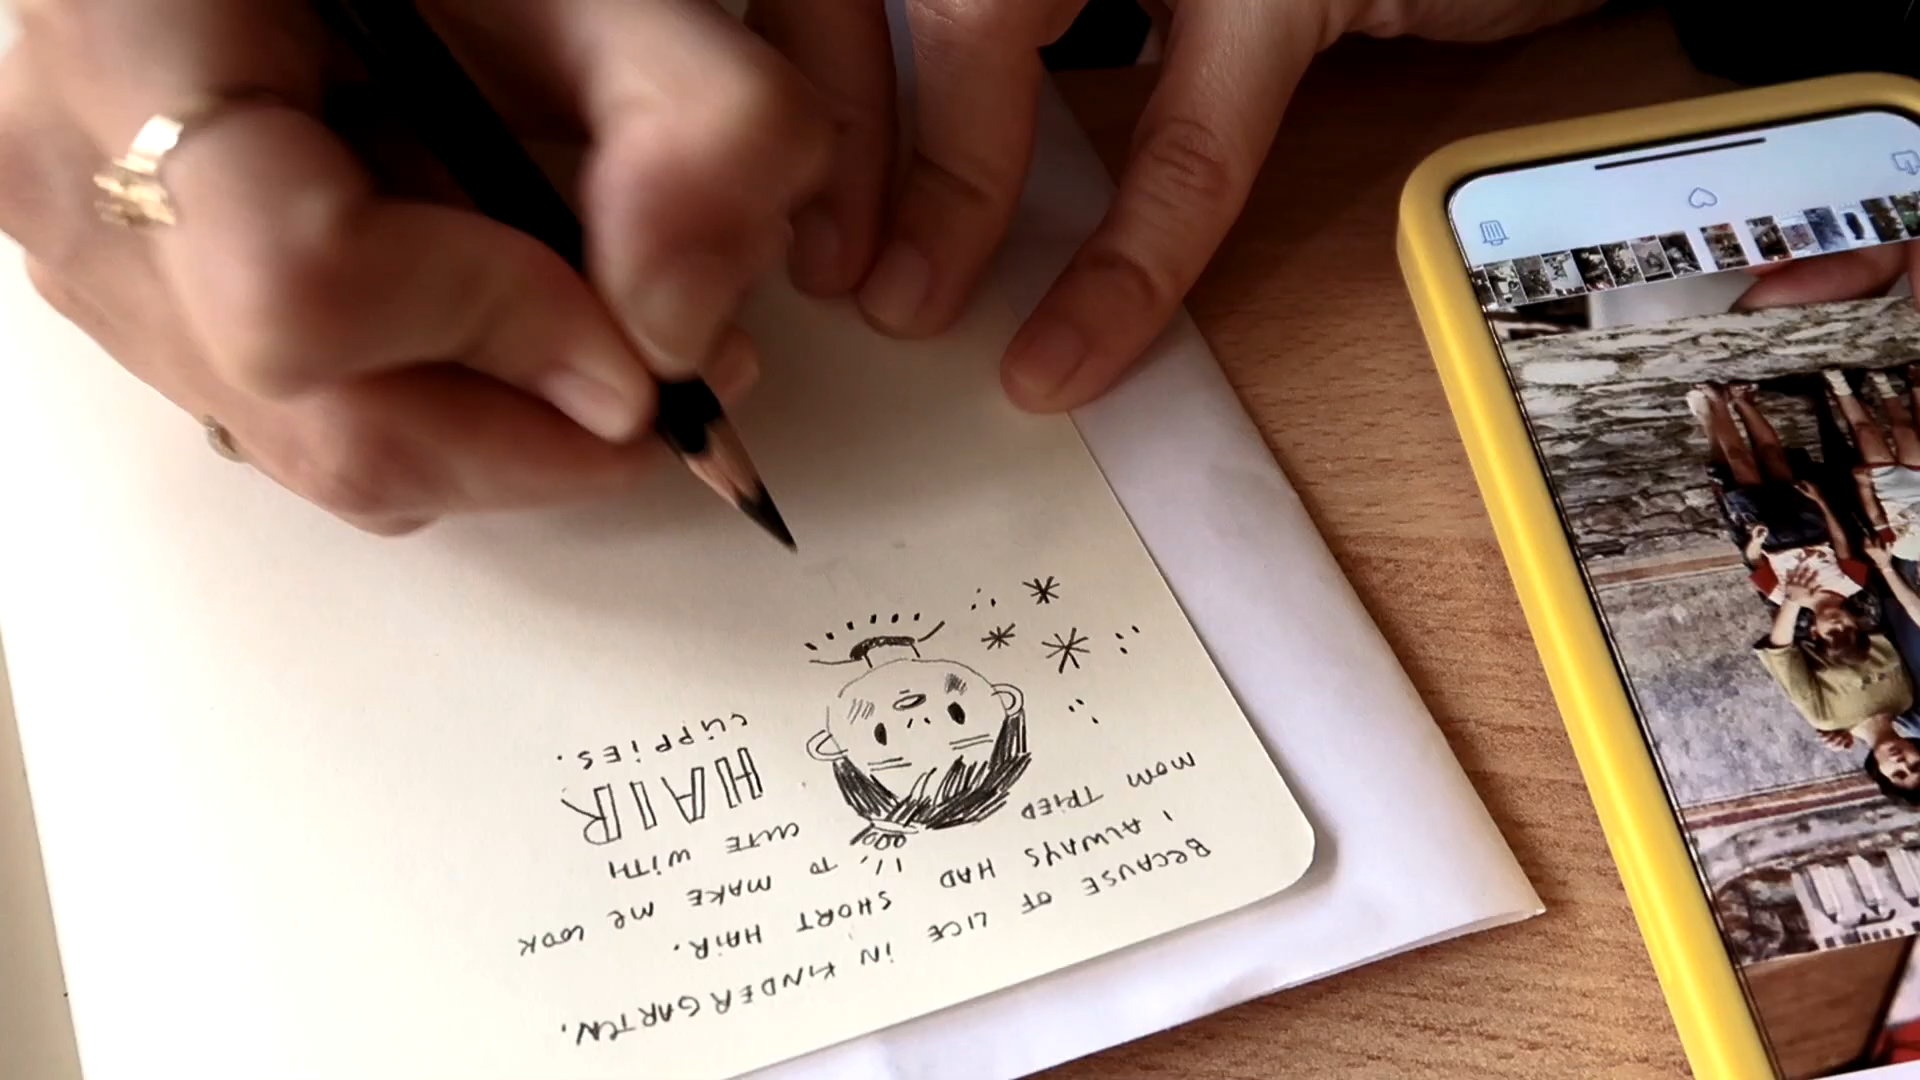 BECAUSE OF LICE IN KINDERGARTEN.
I ALWAYS HAD SHORT HAIR.
MOM TRIED TO MAKE ME LOOK
CUTE WITH
HAIR
CLIPPIES.